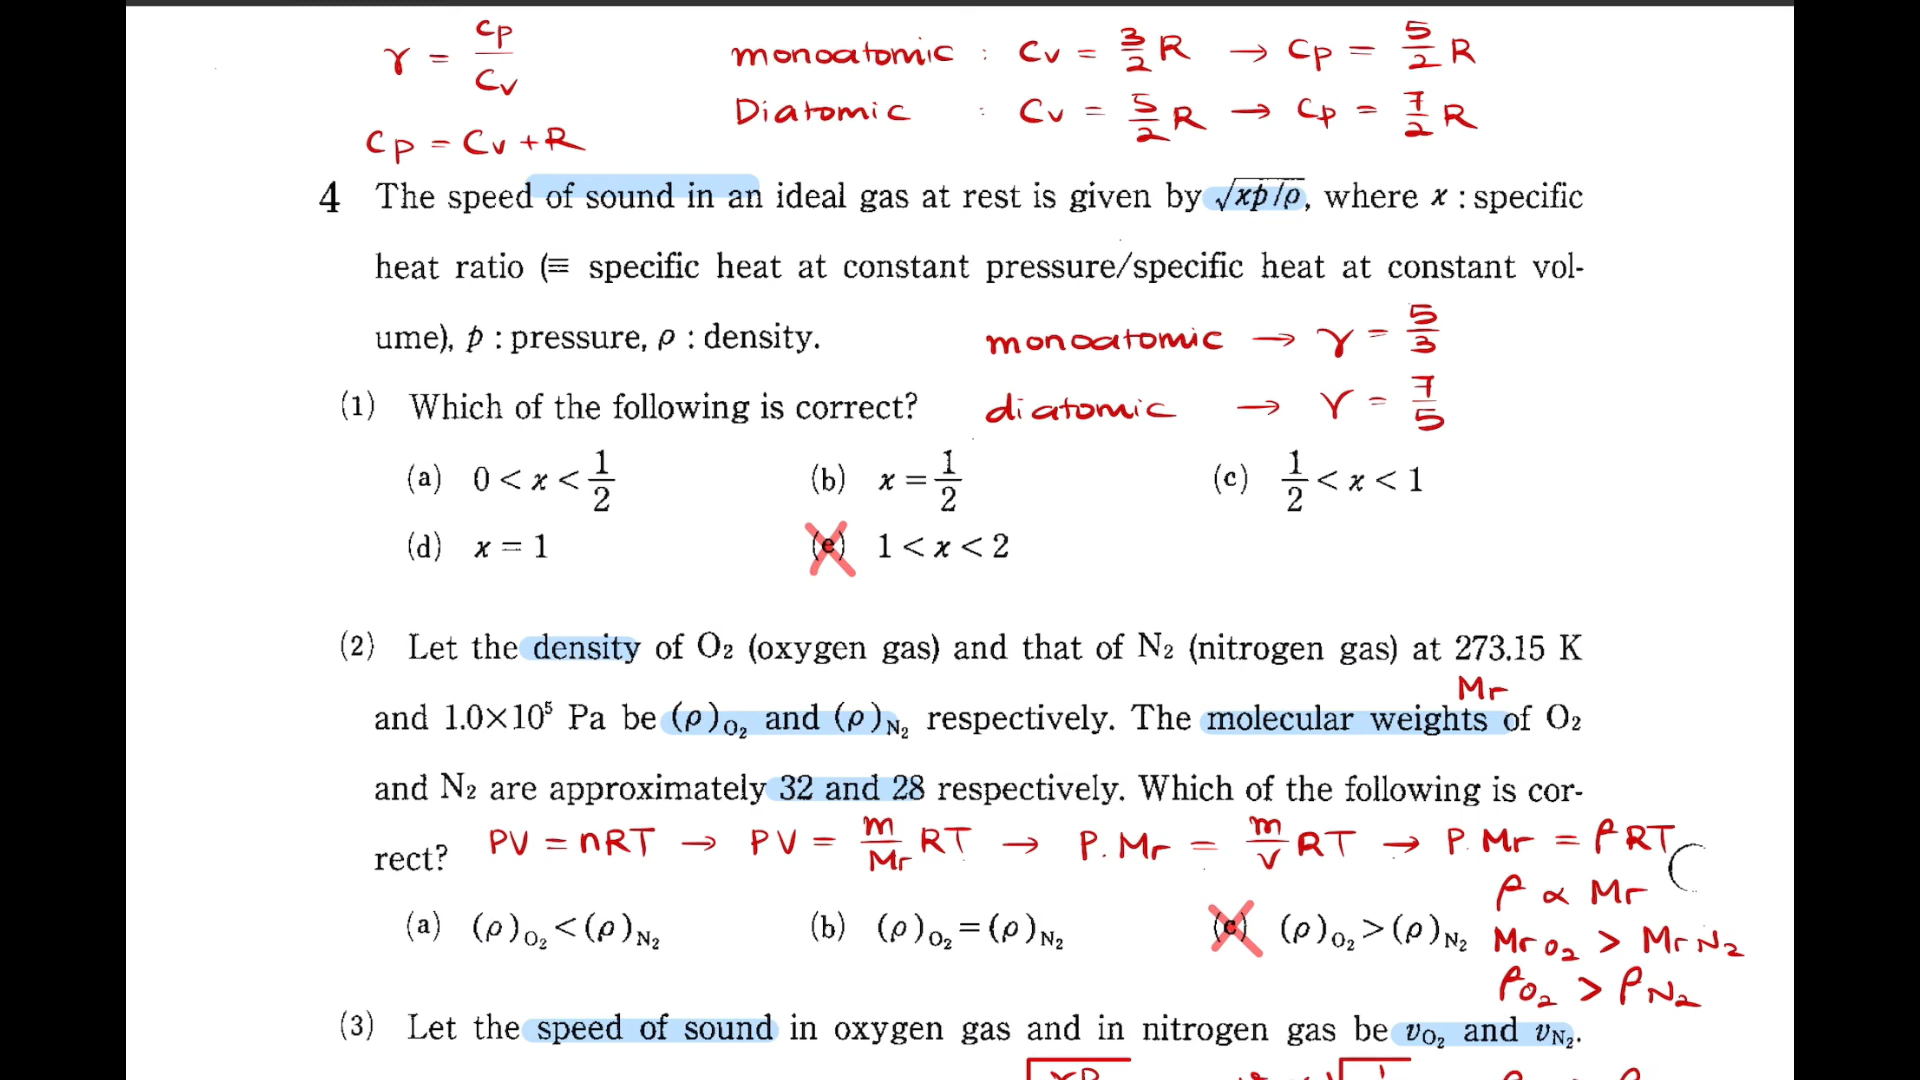 γ = Cp/Cv
monoatomic : Cv = 3/2 R → Cp = 5/2 R
Diatomic : Cv = 5/2 R → Cp = 7/2 R
Cp = Cv + R
4 The speed of sound in an ideal gas at rest is given by √(xp/ρ), where x : specific
heat ratio (≡ specific heat at constant pressure/specific heat at constant vol-
ume), p : pressure, ρ : density.
monoatomic → γ = 5/3
(1) Which of the following is correct?
diatomic → γ = 7/5
(a) 0 < x < 1/2 (b) x = 1/2 (c) 1/2 < x < 1
(d) x = 1 (e) 1 < x < 2
(2) Let the density of O₂ (oxygen gas) and that of N₂ (nitrogen gas) at 273.15 K
Mr
and 1.0×10⁵ Pa be (ρ)O₂ and (ρ)N₂ respectively. The molecular weights of O₂
and N₂ are approximately 32 and 28 respectively. Which of the following is cor-
rect? PV = nRT → PV = m/Mr RT → P.Mr = m/V RT → P.Mr = ρRT
ρ ∝ Mr
(a) (ρ)O₂ < (ρ)N₂ (b) (ρ)O₂ = (ρ)N₂ (c) (ρ)O₂ > (ρ)N₂
Mr O₂ > Mr N₂
ρO₂ > ρN₂
(3) Let the speed of sound in oxygen gas and in nitrogen gas be vO₂ and vN₂.